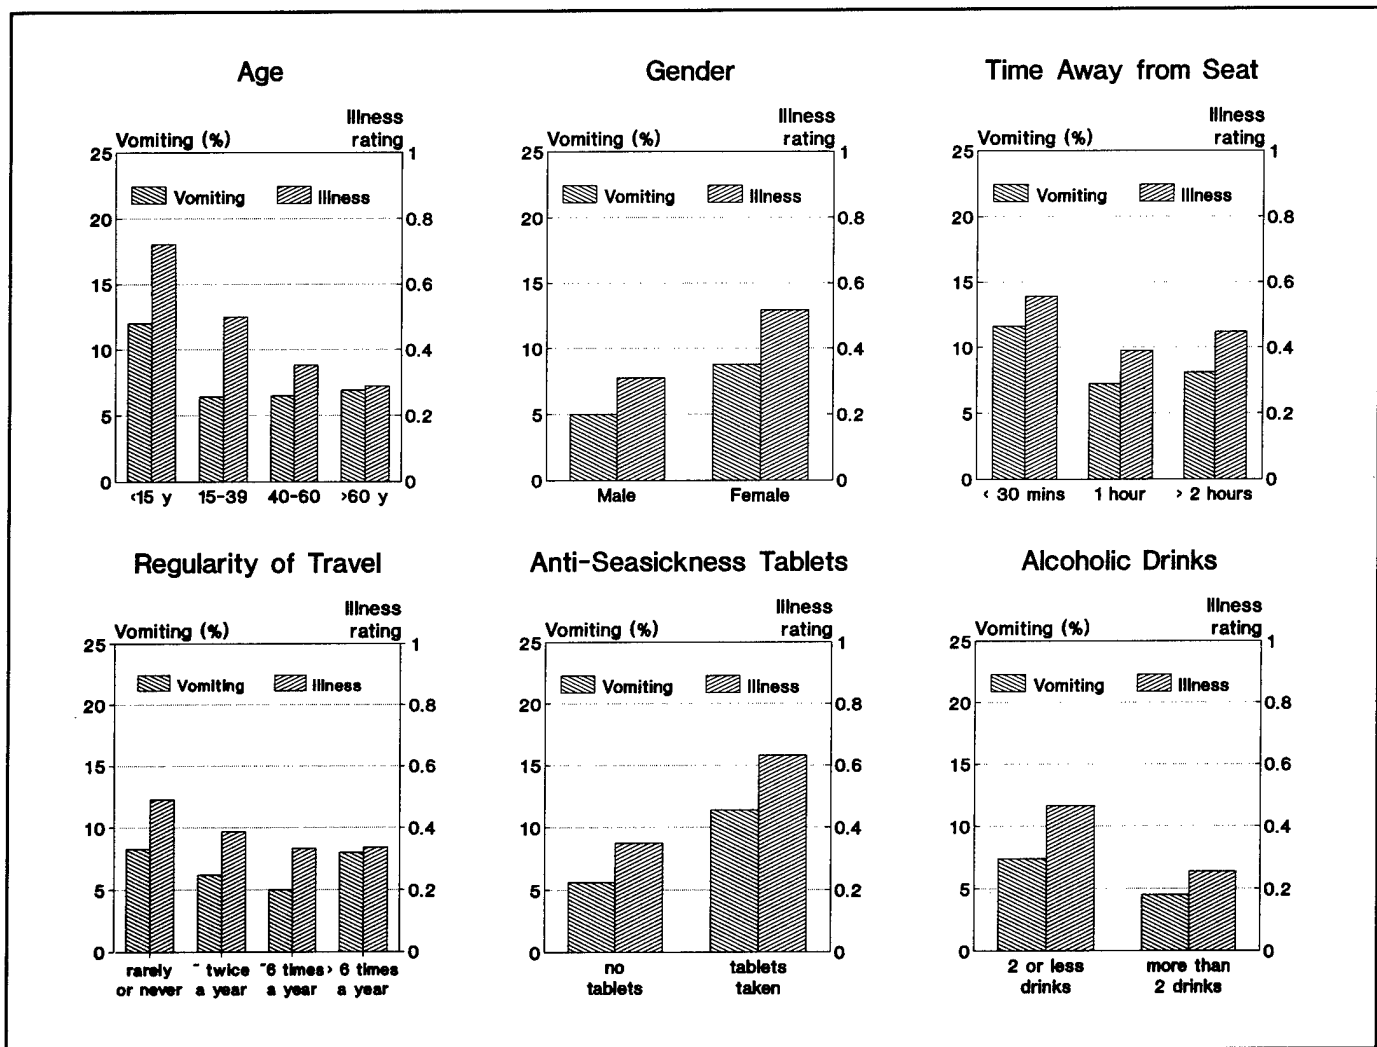 Age
Vomiting (%)
Illness
rating
25
20
15
10
5
0
1
0.8
0.6
0.4
0.2
0
Vomiting
Illness
<15 y
15-39
40-60
>60 y
Gender
Vomiting (%)
Illness
rating
25
20
15
10
5
0
1
0.8
0.6
0.4
0.2
0
Vomiting
Illness
Male
Female
Time Away from Seat
Vomiting (%)
Illness
rating
25
20
15
10
5
0
1
0.8
0.6
0.4
0.2
0
Vomiting
Illness
< 30 mins
1 hour
> 2 hours
Regularity of Travel
Vomiting (%)
Illness
rating
25
20
15
10
5
0
1
0.8
0.6
0.4
0.2
0
Vomiting
Illness
rarely
or never
~ twice
a year
~6 times
a year
> 6 times
a year
Anti-Seasickness Tablets
Vomiting (%)
Illness
rating
25
20
15
10
5
0
1
0.8
0.6
0.4
0.2
0
Vomiting
Illness
no
tablets
tablets
taken
Alcoholic Drinks
Vomiting (%)
Illness
rating
25
20
15
10
5
0
1
0.8
0.6
0.4
0.2
0
Vomiting
Illness
2 or less
drinks
more than
2 drinks